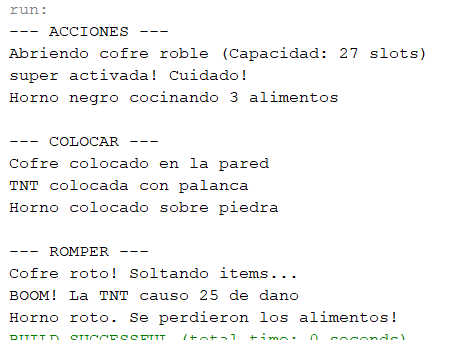 run:
--- ACCIONES ---
Abriendo cofre roble (Capacidad: 27 slots)
super activada! Cuidado!
Horno negro cocinando 3 alimentos
--- COLOCAR ---
Cofre colocado en la pared
TNT colocada con palanca
Horno colocado sobre piedra
--- ROMPER ---
Cofre roto! Soltando items...
BOOM! La TNT causo 25 de dano
Horno roto. Se perdieron los alimentos!
BUILD SUCCESSFUL (total time: 0 seconds)